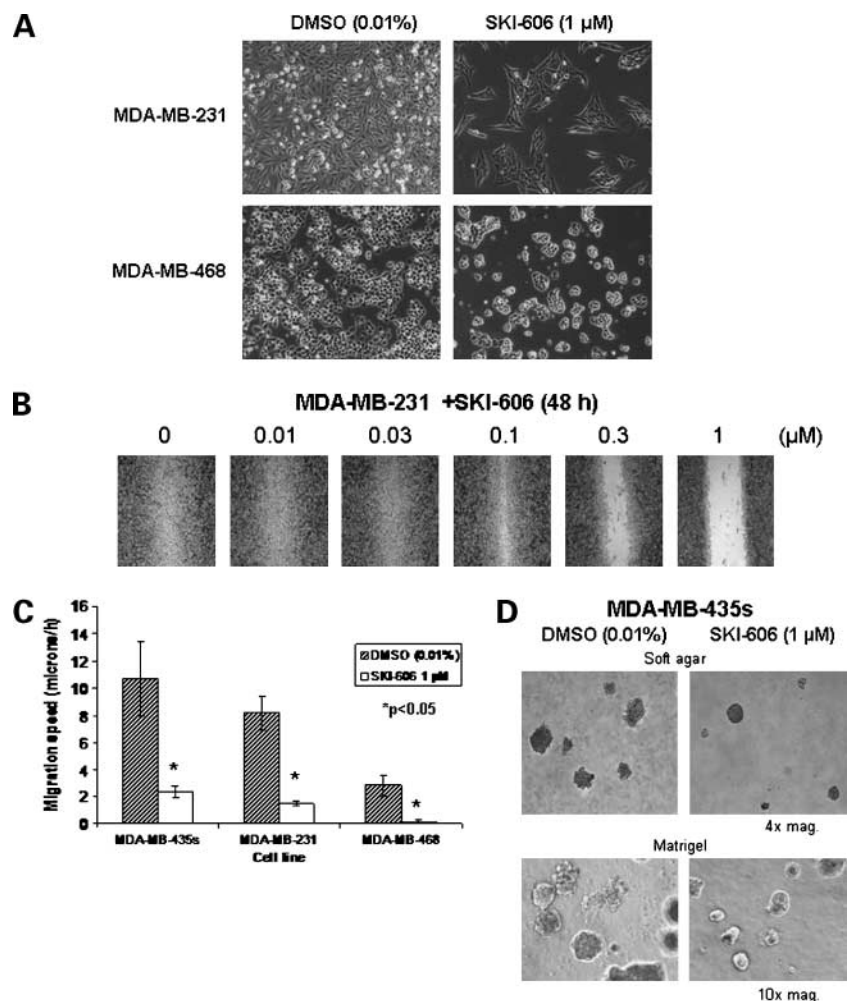 A
DMSO (0.01%) SKI-606 (1 µM)
MDA-MB-231
MDA-MB-468
B
MDA-MB-231 +SKI-606 (48 h)
0 0.01 0.03 0.1 0.3 1 (µM)
C
Migration speed (microns/h)
16
14
12
10
8
6
4
2
0
DMSO (0.01%)
SKI-606 1 µM
*p<0.05
* * *
MDA-MB-435s MDA-MB-231 MDA-MB-468
Cell line
D
MDA-MB-435s
DMSO (0.01%) SKI-606 (1 µM)
Soft agar
4x mag.
Matrigel
10x mag.